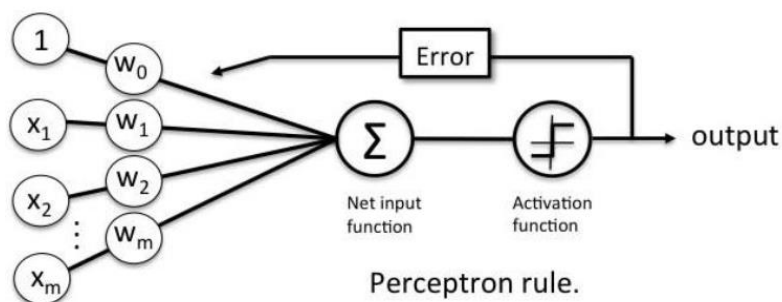 1
w₀
Error
x₁
w₁
Σ
output
x₂
w₂
⋮
wₘ
xₘ
Net input
function
Activation
function
Perceptron rule.